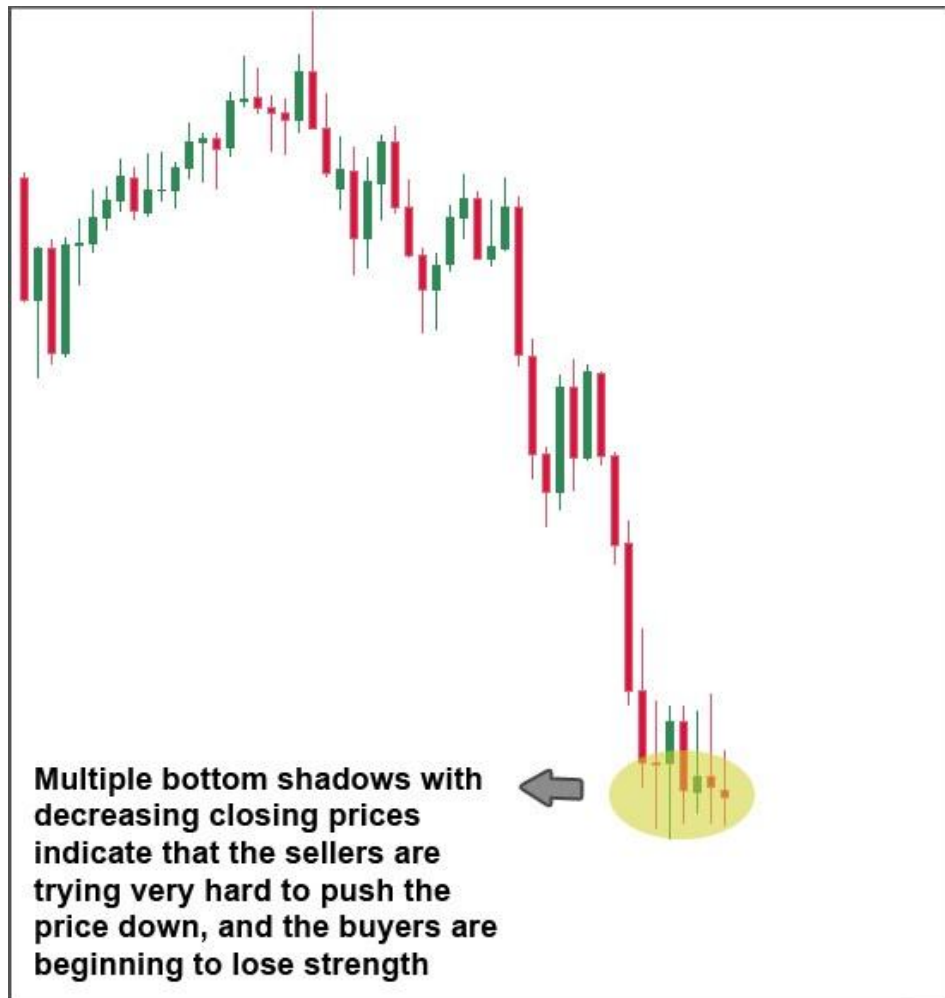 Multiple bottom shadows with
decreasing closing prices
indicate that the sellers are
trying very hard to push the
price down, and the buyers are
beginning to lose strength